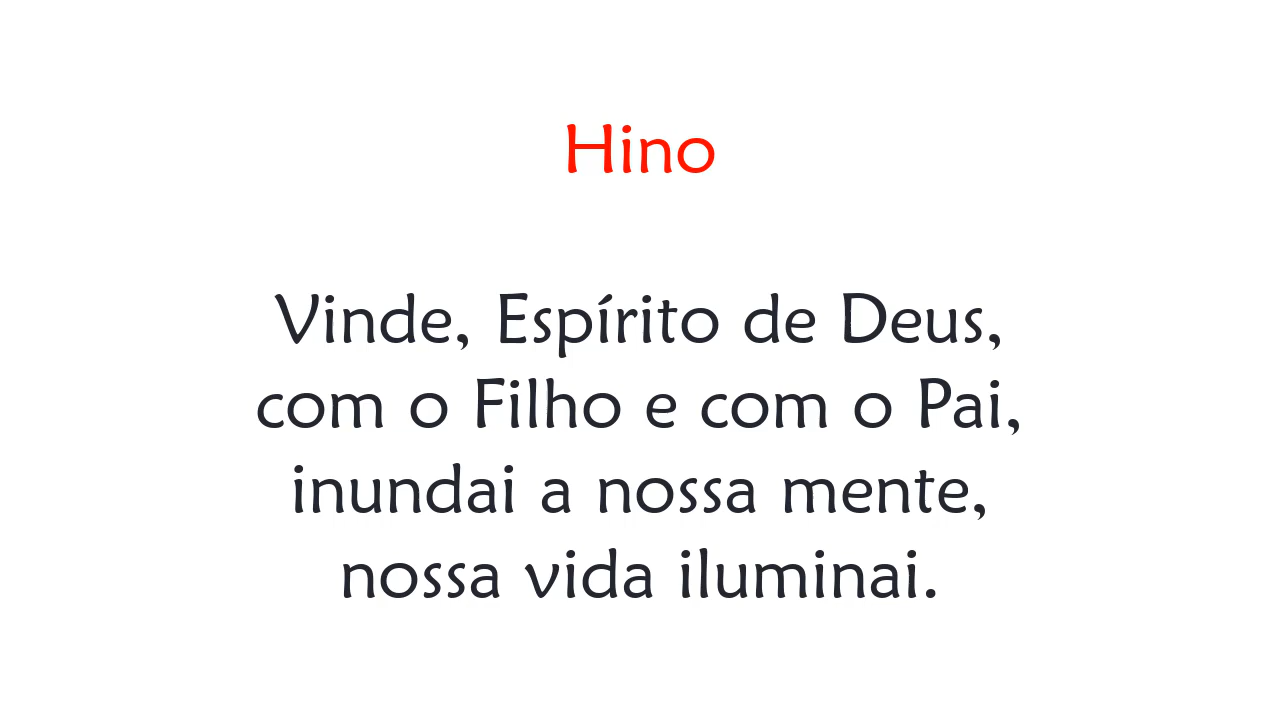 Hino
Vinde, Espírito de Deus,
com o Filho e com o Pai,
inundai a nossa mente,
nossa vida iluminai.